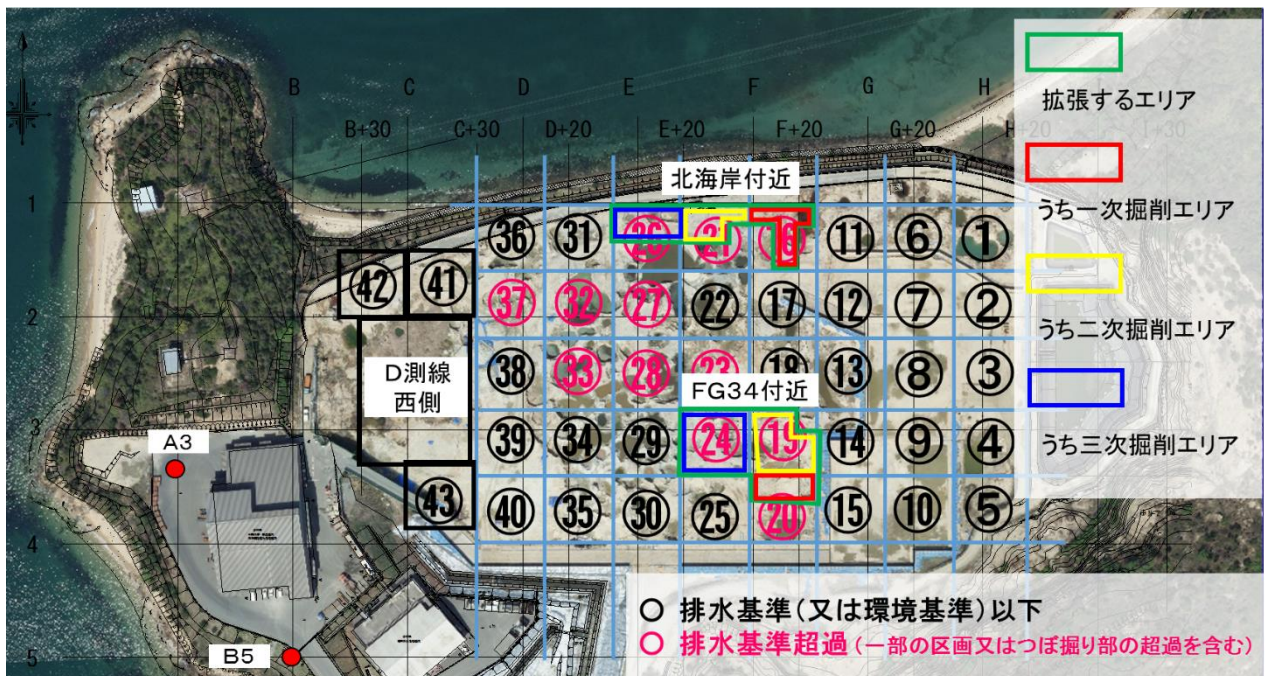 A B C D E F G H
B+30 C+30 D+20 E+20 F+20 G+20 H+20 I+30
拡張するエリア
うち一次掘削エリア
うち二次掘削エリア
うち三次掘削エリア
北海岸付近
1
㊱ ㉛ ㉖ ㉑ ⑯ ⑪ ⑥ ①
㊷ ㊶
㊲ ㉜ ㉗ ㉒ ⑰ ⑫ ⑦ ②
2
D測線
西側
㊳ ㉝ ㉘ ㉓ ⑱ ⑬ ⑧ ③
FG34付近
3
㊴ ㉞ ㉙ ㉔ ⑲ ⑭ ⑨ ④
A3
㊸ ㊵ ㉟ ㉚ ㉕ ⑳ ⑮ ⑩ ⑤
4
○ 排水基準(又は環境基準)以下
○ 排水基準超過(一部の区画又はつぼ掘り部の超過を含む)
B5
5